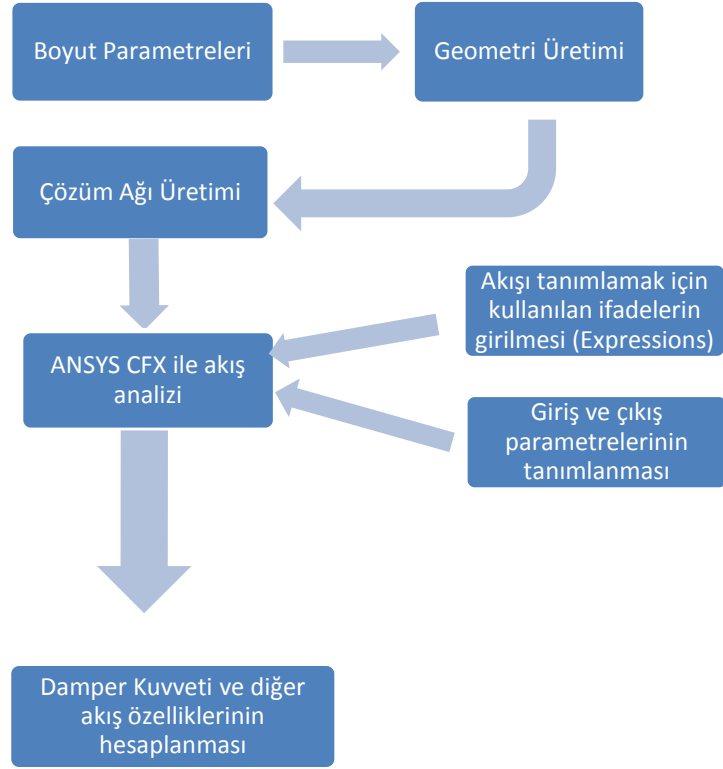 Boyut Parametreleri
Geometri Üretimi
Çözüm Ağı Üretimi
Akışı tanımlamak için
kullanılan ifadelerin
girilmesi (Expressions)
ANSYS CFX ile akış
analizi
Giriş ve çıkış
parametrelerinin
tanımlanması
Damper Kuvveti ve diğer
akış özelliklerinin
hesaplanması